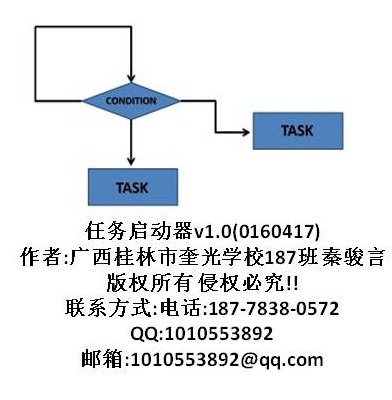 CONDITION
TASK
TASK
任务启动器v1.0(0160417)
作者:广西桂林市奎光学校187班秦骏言
版权所有 侵权必究!!
联系方式:电话:187-7838-0572
QQ:1010553892
邮箱:1010553892@qq.com